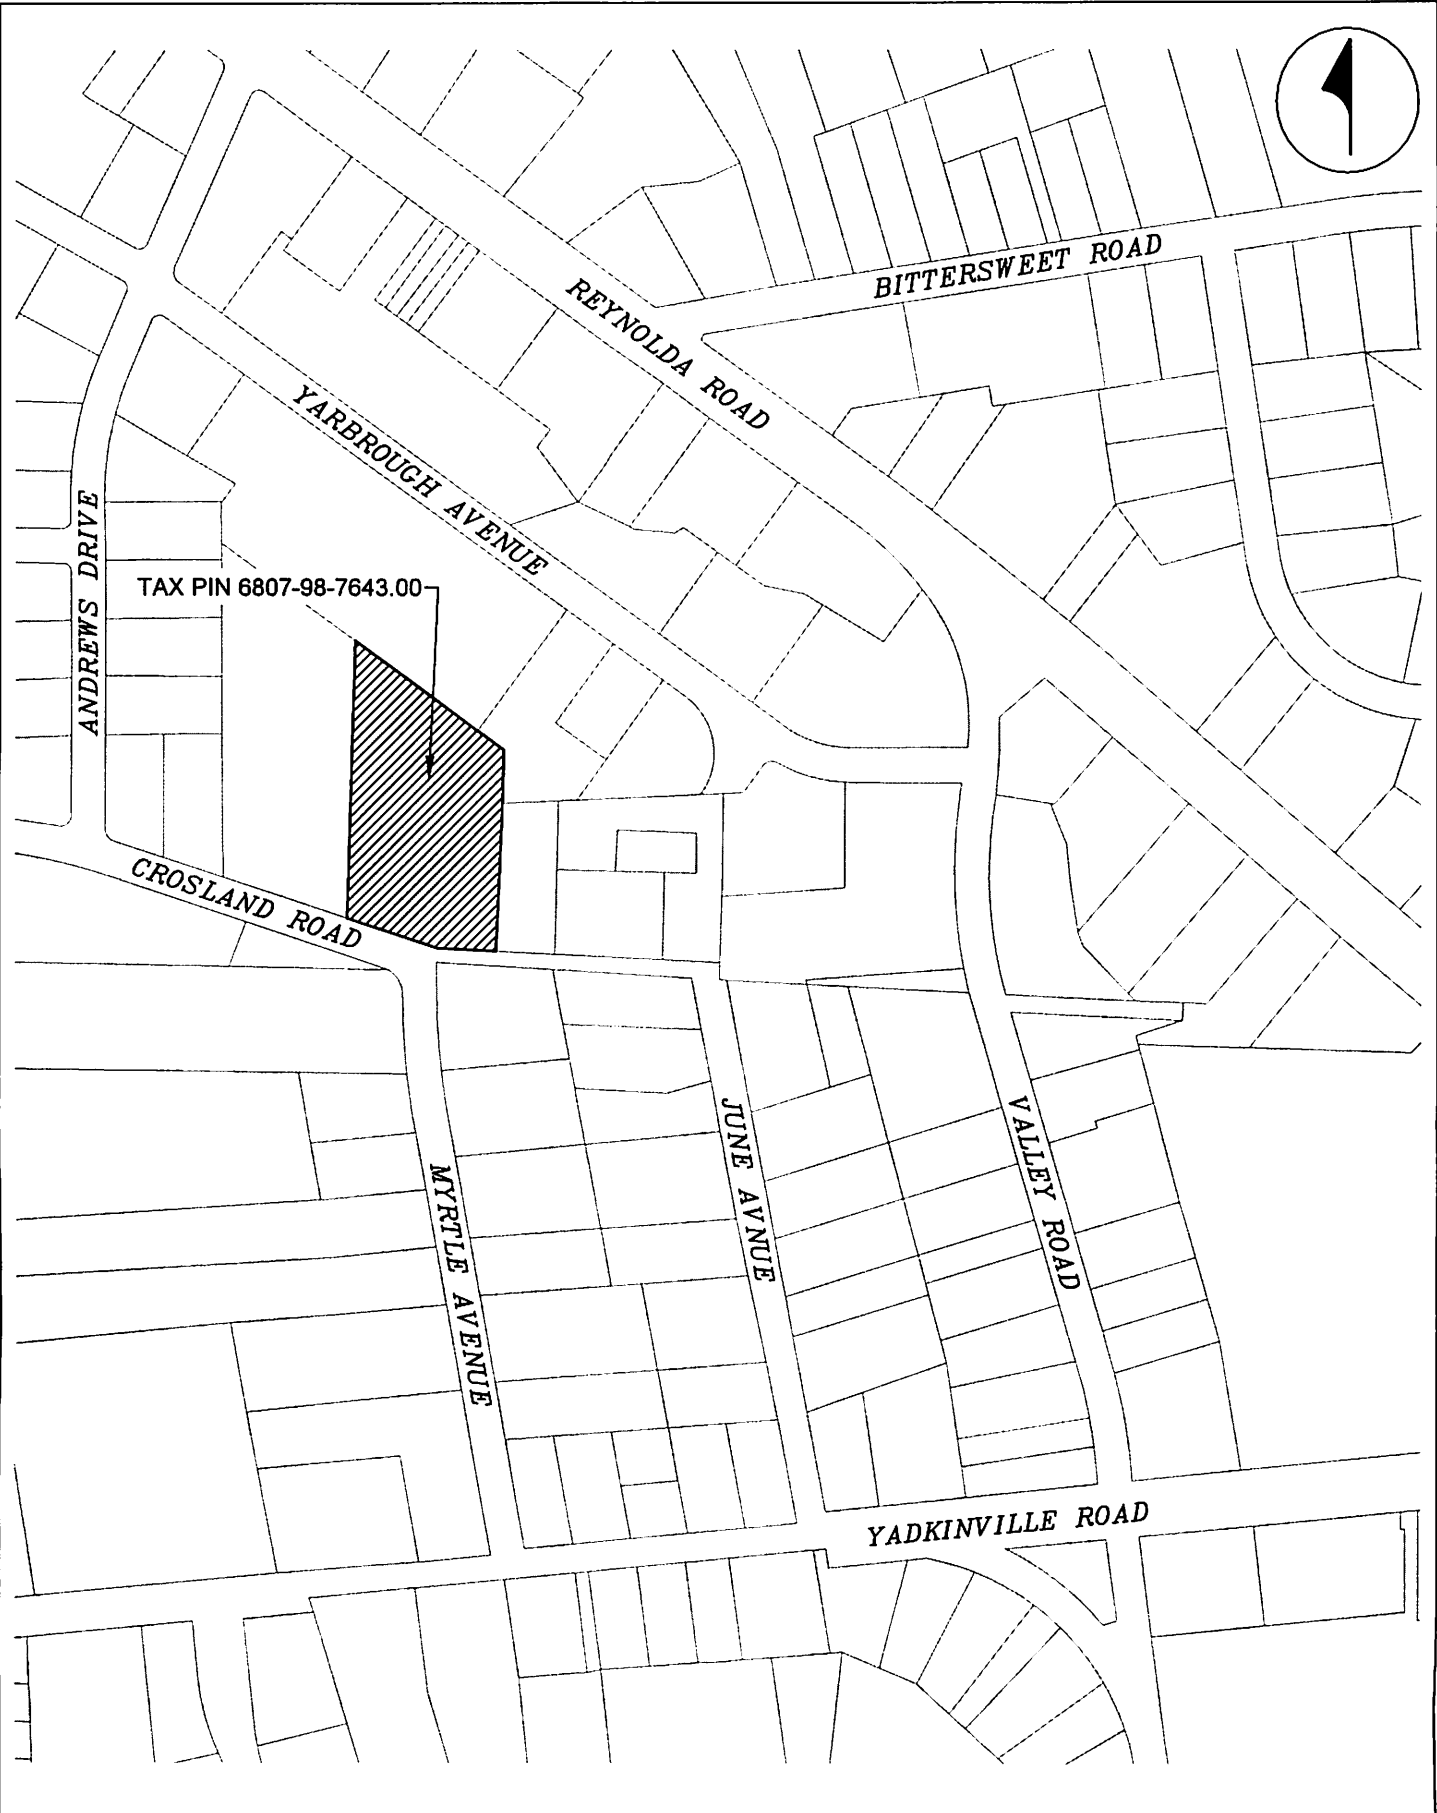 BITTERSWEET ROAD
REYNOLDA ROAD
YARBROUGH AVENUE
ANDREWS DRIVE
TAX PIN 6807-98-7643.00
CROSLAND ROAD
JUNE AVNUE
VALLEY ROAD
MYRTLE AVENUE
YADKINVILLE ROAD